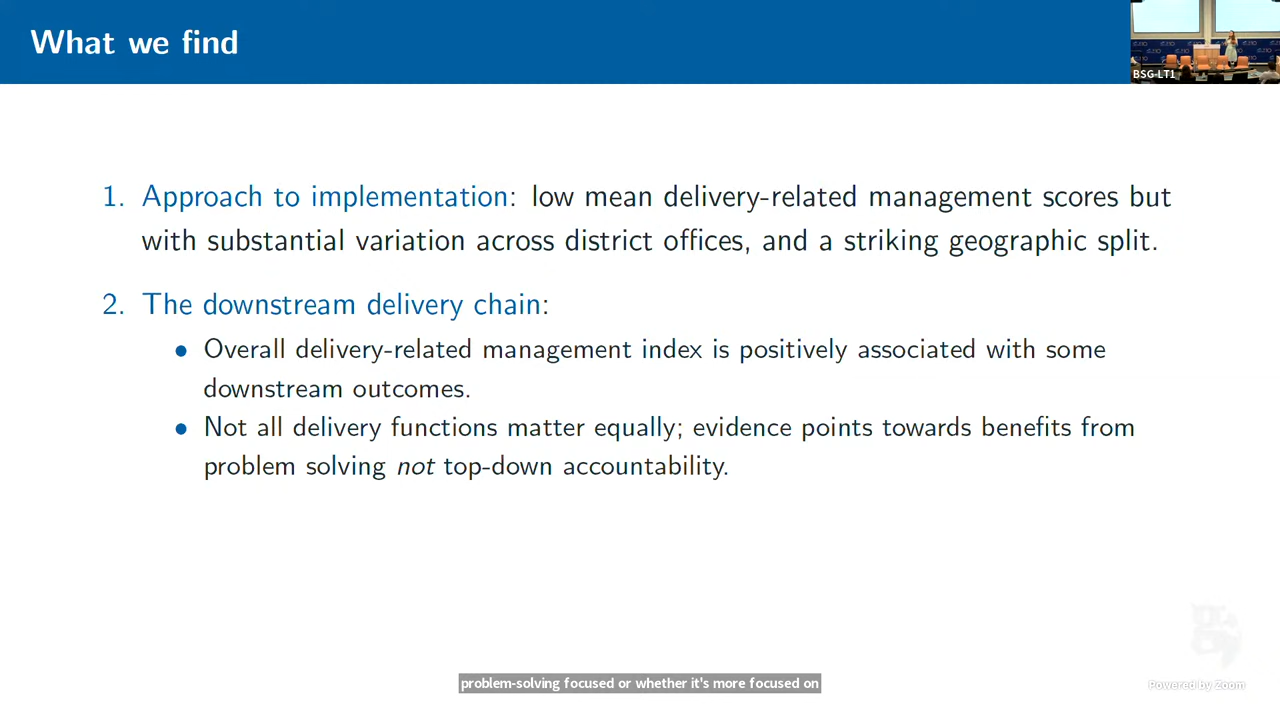 What we find
BSG-LT1
1. Approach to implementation: low mean delivery-related management scores but
with substantial variation across district offices, and a striking geographic split.
2. The downstream delivery chain:
• Overall delivery-related management index is positively associated with some
downstream outcomes.
• Not all delivery functions matter equally; evidence points towards benefits from
problem solving not top-down accountability.
problem-solving focused or whether it's more focused on
Powered by Zoom